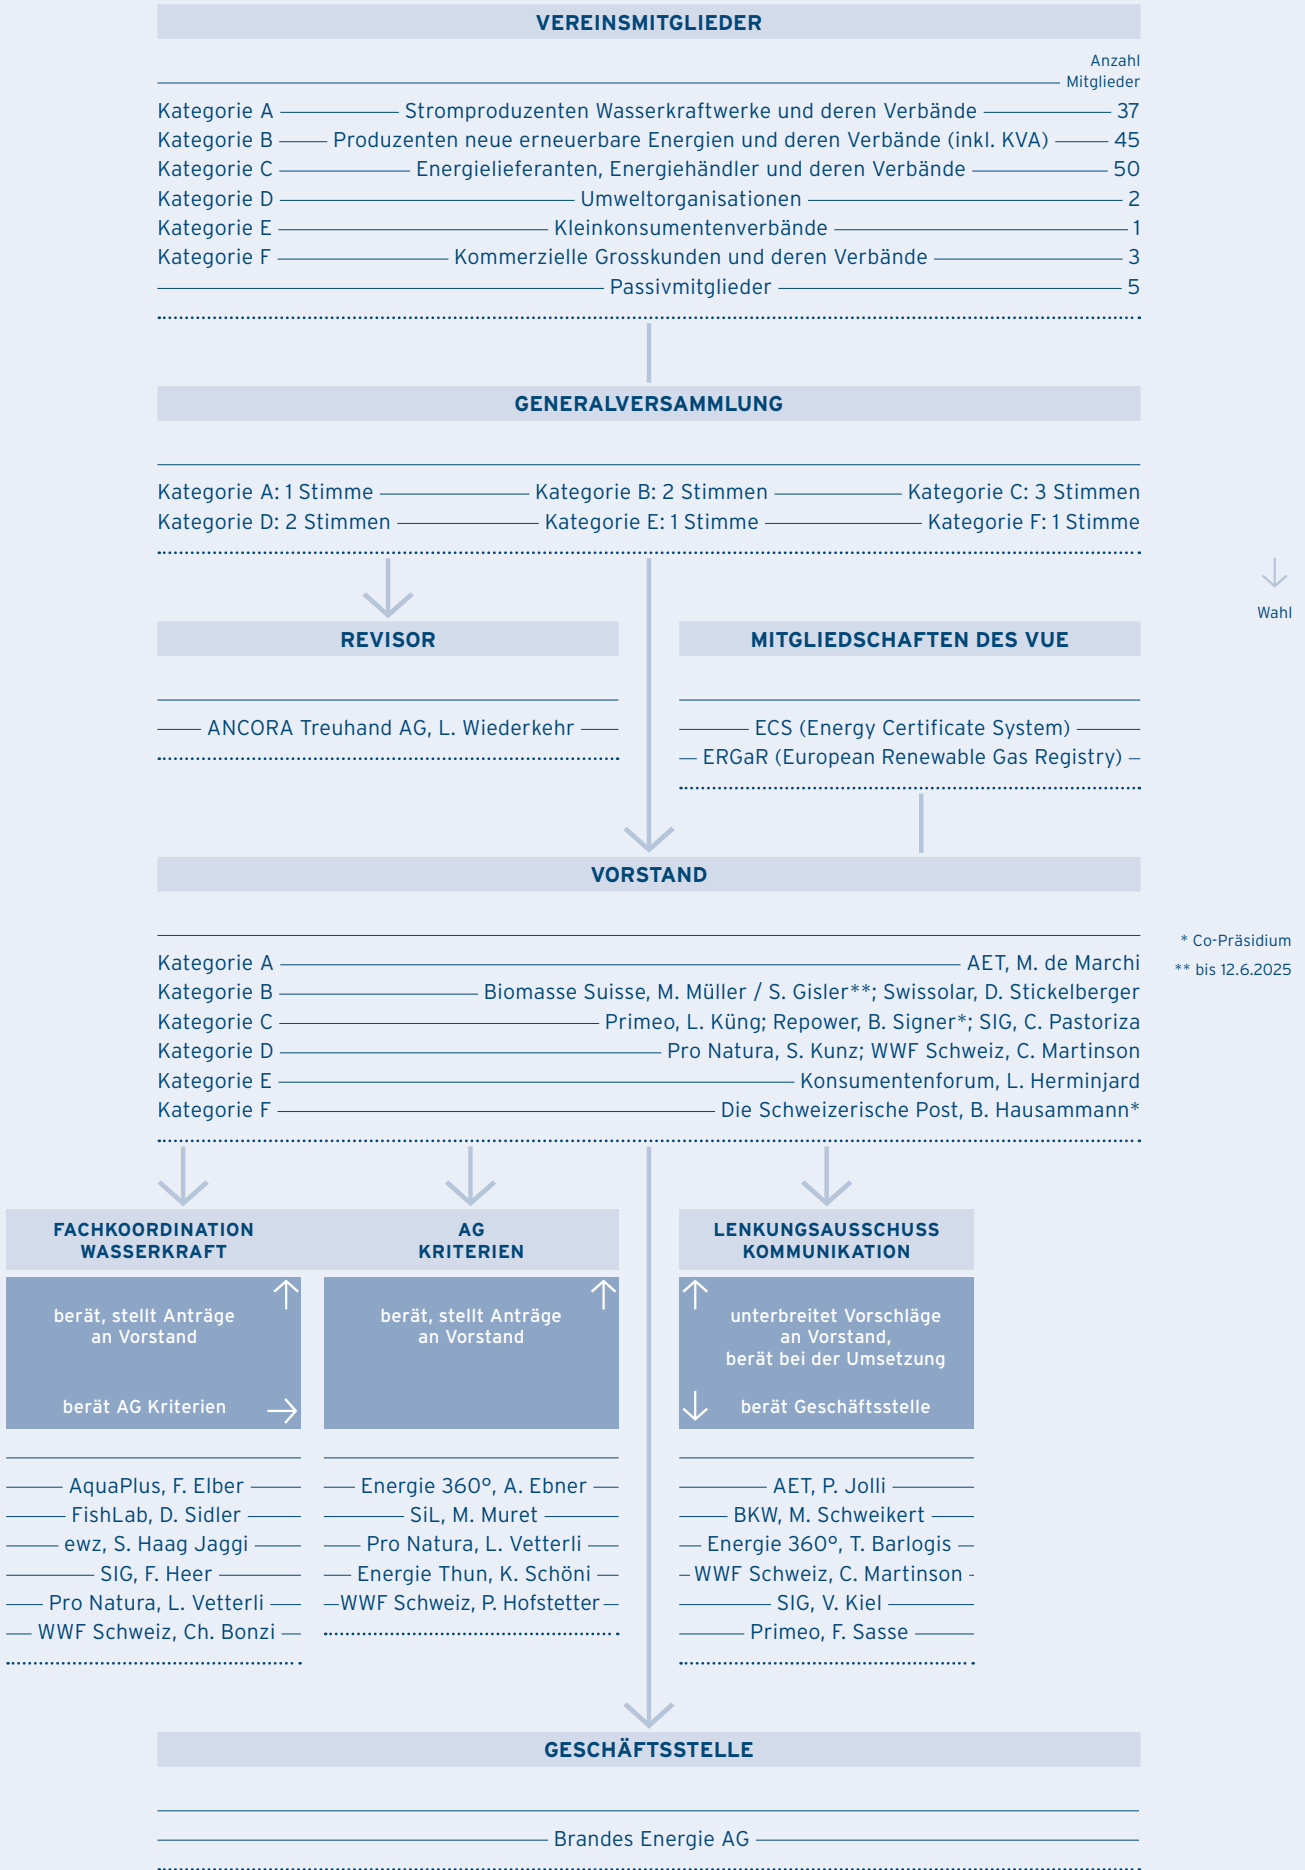 VEREINSMITGLIEDER
Anzahl
Mitglieder
Kategorie A Stromproduzenten Wasserkraftwerke und deren Verbände 37
Kategorie B Produzenten neue erneuerbare Energien und deren Verbände (inkl. KVA) 45
Kategorie C Energielieferanten, Energiehändler und deren Verbände 50
Kategorie D Umweltorganisationen 2
Kategorie E Kleinkonsumentenverbände 1
Kategorie F Kommerzielle Grosskunden und deren Verbände 3
Passivmitglieder 5
GENERALVERSAMMLUNG
Kategorie A: 1 Stimme Kategorie B: 2 Stimmen Kategorie C: 3 Stimmen
Kategorie D: 2 Stimmen Kategorie E: 1 Stimme Kategorie F: 1 Stimme
Wahl
REVISOR
ANCORA Treuhand AG, L. Wiederkehr
MITGLIEDSCHAFTEN DES VUE
ECS (Energy Certificate System)
ERGaR (European Renewable Gas Registry)
VORSTAND
* Co-Präsidium
** bis 12.6.2025
Kategorie A AET, M. de Marchi
Kategorie B Biomasse Suisse, M. Müller / S. Gisler**; Swissolar, D. Stickelberger
Kategorie C Primeo, L. Küng; Repower, B. Signer*; SIG, C. Pastoriza
Kategorie D Pro Natura, S. Kunz; WWF Schweiz, C. Martinson
Kategorie E Konsumentenforum, L. Herminjard
Kategorie F Die Schweizerische Post, B. Hausammann*
FACHKOORDINATION
WASSERKRAFT
berät, stellt Anträge
an Vorstand
berät AG Kriterien
AquaPlus, F. Elber
FishLab, D. Sidler
ewz, S. Haag Jaggi
SIG, F. Heer
Pro Natura, L. Vetterli
WWF Schweiz, Ch. Bonzi
AG
KRITERIEN
berät, stellt Anträge
an Vorstand
Energie 360°, A. Ebner
SiL, M. Muret
Pro Natura, L. Vetterli
Energie Thun, K. Schöni
WWF Schweiz, P. Hofstetter
LENKUNGSAUSSCHUSS
KOMMUNIKATION
unterbreitet Vorschläge
an Vorstand,
berät bei der Umsetzung
berät Geschäftsstelle
AET, P. Jolli
BKW, M. Schweikert
Energie 360°, T. Barlogis
WWF Schweiz, C. Martinson
SIG, V. Kiel
Primeo, F. Sasse
GESCHÄFTSSTELLE
Brandes Energie AG